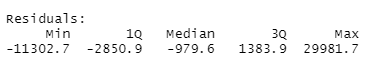 Residuals:
Min 1Q Median 3Q Max
-11302.7 -2850.9 -979.6 1383.9 29981.7